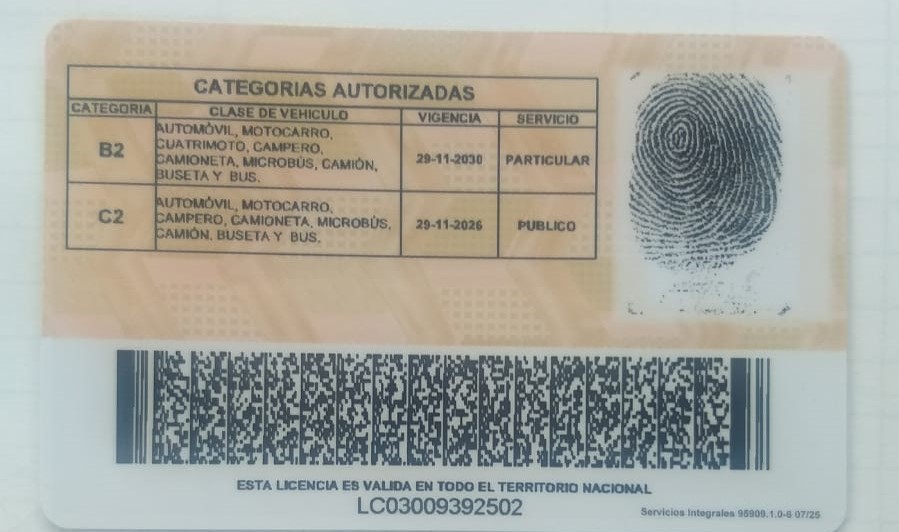 CATEGORIAS AUTORIZADAS
CATEGORIA CLASE DE VEHICULO VIGENCIA SERVICIO
B2
AUTOMÓVIL, MOTOCARRO,
CUATRIMOTO, CAMPERO,
CAMIONETA, MICROBÚS, CAMIÓN,
BUSETA Y BUS.
29-11-2030 PARTICULAR
C2
AUTOMÓVIL, MOTOCARRO,
CAMPERO, CAMIONETA, MICROBÚS,
CAMIÓN, BUSETA Y BUS.
29-11-2026 PUBLICO
ESTA LICENCIA ES VALIDA EN TODO EL TERRITORIO NACIONAL
LC03009392502
Servicios Integrales 95909.1.0-6 07/25